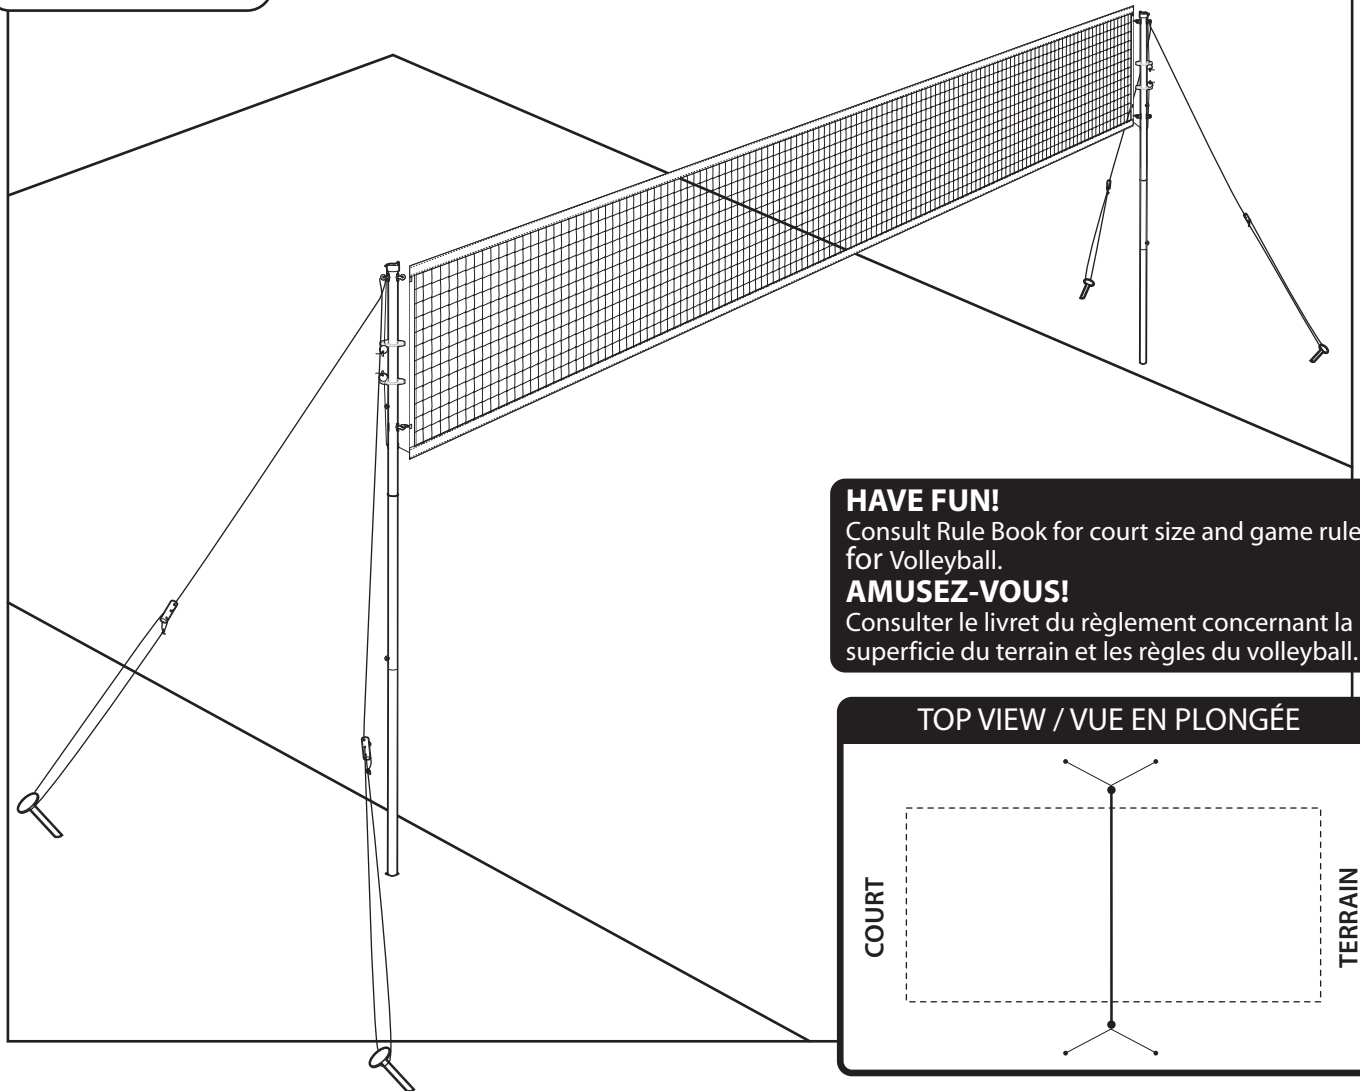 HAVE FUN!
Consult Rule Book for court size and game rule
for Volleyball.
AMUSEZ-VOUS!
Consulter le livret du règlement concernant la
superficie du terrain et les règles du volleyball.
TOP VIEW / VUE EN PLONGÉE
COURT
TERRAIN